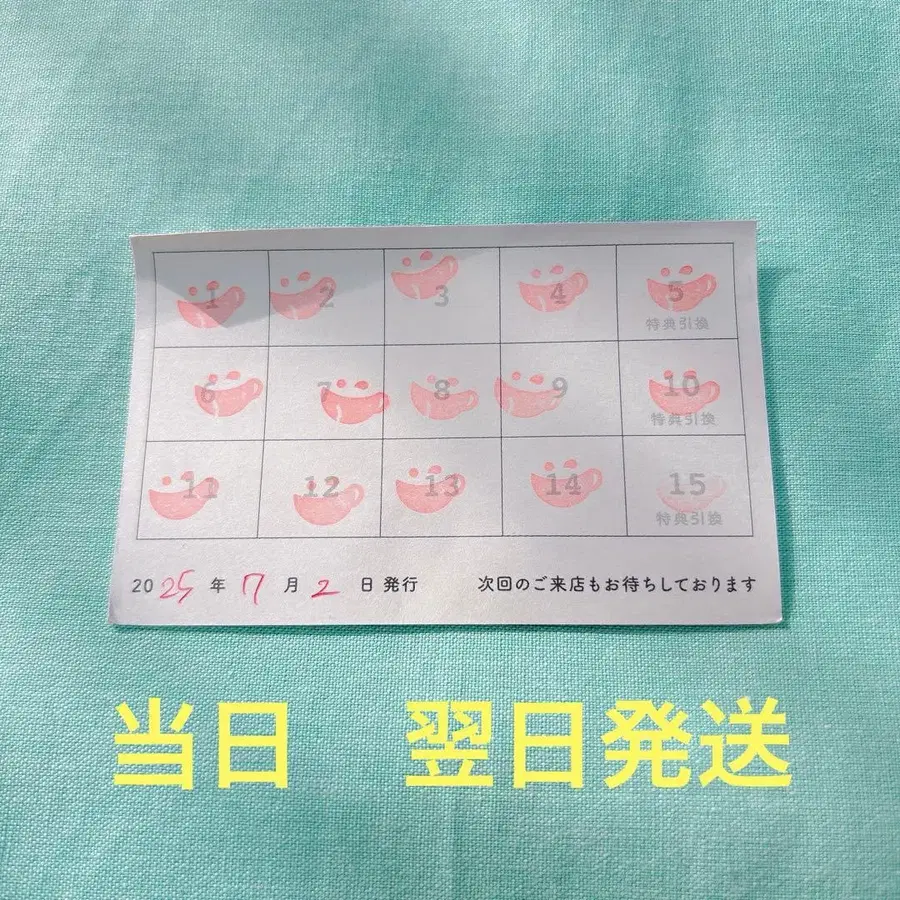 1 2 3 4 5
特典引換
6 7 8 9 10
特典引換
11 12 13 14 15
特典引換
2025年7月2日発行 次回のご来店もお待ちしております
当日 翌日発送